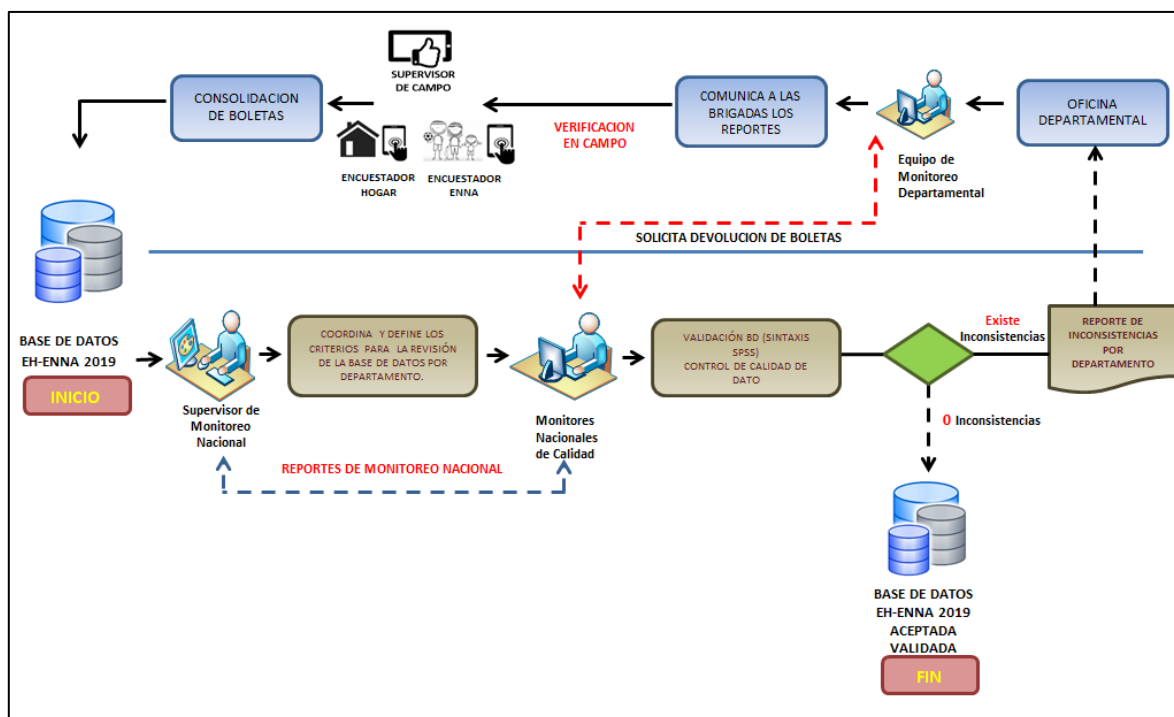 SUPERVISOR
DE CAMPO
CONSOLIDACION
DE BOLETAS
ENCUESTADOR
HOGAR
ENCUESTADOR
ENNA
VERIFICACION
EN CAMPO
COMUNICA A LAS
BRIGADAS LOS
REPORTES
Equipo de
Monitoreo
Departamental
OFICINA
DEPARTAMENTAL
SOLICITA DEVOLUCION DE BOLETAS
BASE DE DATOS
EH-ENNA 2019
INICIO
Supervisor de
Monitoreo
Nacional
COORDINA Y DEFINE LOS
CRITERIOS PARA LA REVISIÓN
DE LA BASE DE DATOS POR
DEPARTAMENTO.
Monitores
Nacionales
de Calidad
REPORTES DE MONITOREO NACIONAL
VALIDACIÓN BD (SINTAXIS
SPSS)
CONTROL DE CALIDAD DE
DATO
Existe
Inconsistencias
REPORTE DE
INCONSISTENCIAS
POR
DEPARTAMENTO
0 Inconsistencias
BASE DE DATOS
EH-ENNA 2019
ACEPTADA
VALIDADA
FIN